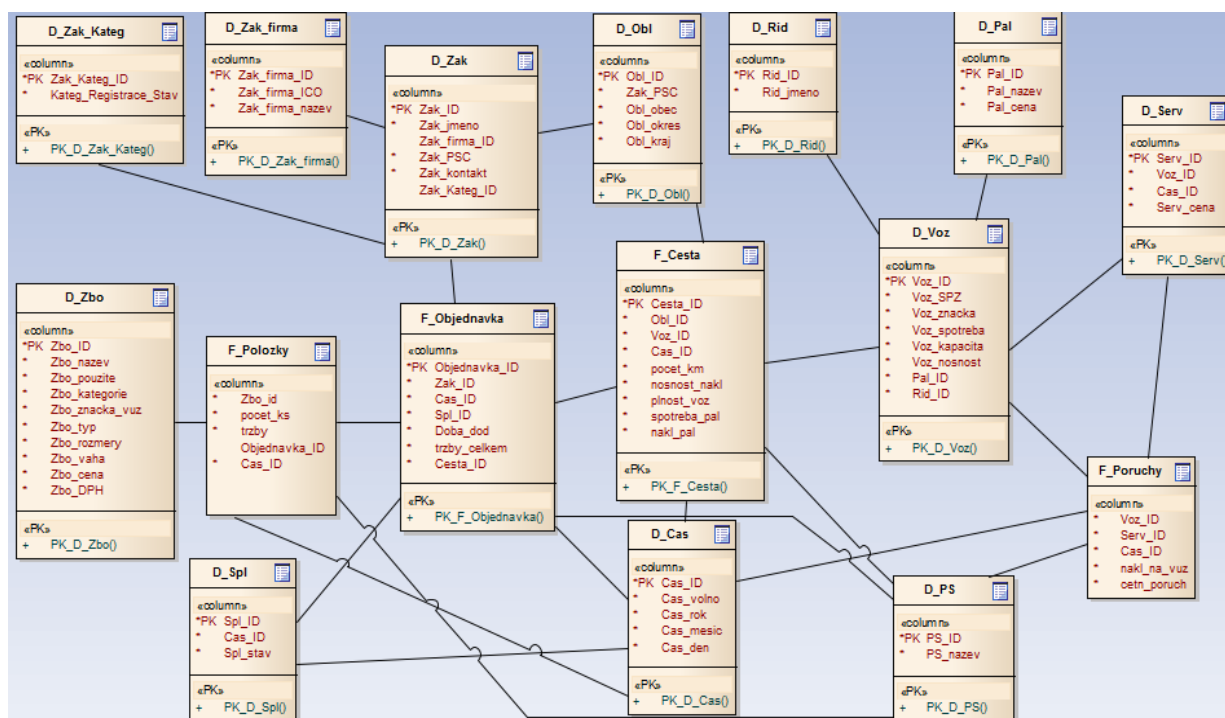 D_Zak_Kateg
«column»
*PK Zak_Kateg_ID
* Kateg_Registrace_Stav
«PK»
+ PK_D_Zak_Kateg()
D_Zak_firma
«column»
*PK Zak_firma_ID
* Zak_firma_ICO
* Zak_firma_nazev
«PK»
+ PK_D_Zak_firma()
D_Zak
«column»
*PK Zak_ID
* Zak_jmeno
Zak_firma_ID
* Zak_PSC
* Zak_kontakt
Zak_Kateg_ID
«PK»
+ PK_D_Zak()
D_Obl
«column»
*PK Obl_ID
* Zak_PSC
* Obl_obec
* Obl_okres
* Obl_kraj
«PK»
+ PK_D_Obl()
D_Rid
«column»
*PK Rid_ID
* Rid_jmeno
«PK»
+ PK_D_Rid()
D_Pal
«column»
*PK Pal_ID
* Pal_nazev
* Pal_cena
«PK»
+ PK_D_Pal()
D_Serv
«column»
*PK Serv_ID
* Voz_ID
* Cas_ID
* Serv_cena
«PK»
+ PK_D_Serv()
D_Zbo
«column»
*PK Zbo_ID
* Zbo_nazev
* Zbo_pouzite
* Zbo_kategorie
* Zbo_znacka_vuz
* Zbo_typ
* Zbo_rozmery
* Zbo_vaha
* Zbo_cena
* Zbo_DPH
«PK»
+ PK_D_Zbo()
F_Polozky
«column»
* Zbo_id
* pocet_ks
* trzby
Objednavka_ID
* Cas_ID
F_Objednavka
«column»
*PK Objednavka_ID
* Zak_ID
* Cas_ID
* Spl_ID
* Doba_dod
* trzby_celkem
* Cesta_ID
«PK»
+ PK_F_Objednavka()
F_Cesta
«column»
*PK Cesta_ID
* Obl_ID
* Voz_ID
* Cas_ID
* pocet_km
* nosnost_nakl
* plnost_voz
* spotreba_pal
* nakl_pal
«PK»
+ PK_F_Cesta()
D_Voz
«column»
*PK Voz_ID
* Voz_SPZ
* Voz_znacka
* Voz_spotreba
* Voz_kapacita
* Voz_nosnost
* Pal_ID
* Rid_ID
«PK»
+ PK_D_Voz()
F_Poruchy
«column»
* Voz_ID
* Serv_ID
* Cas_ID
* nakl_na_vuz
* cetn_poruch
D_Spl
«column»
*PK Spl_ID
* Cas_ID
* Spl_stav
«PK»
+ PK_D_Spl()
D_Cas
«column»
*PK Cas_ID
* Cas_volno
* Cas_rok
* Cas_mesic
* Cas_den
«PK»
+ PK_D_Cas()
D_PS
«column»
*PK PS_ID
* PS_nazev
«PK»
+ PK_D_PS()